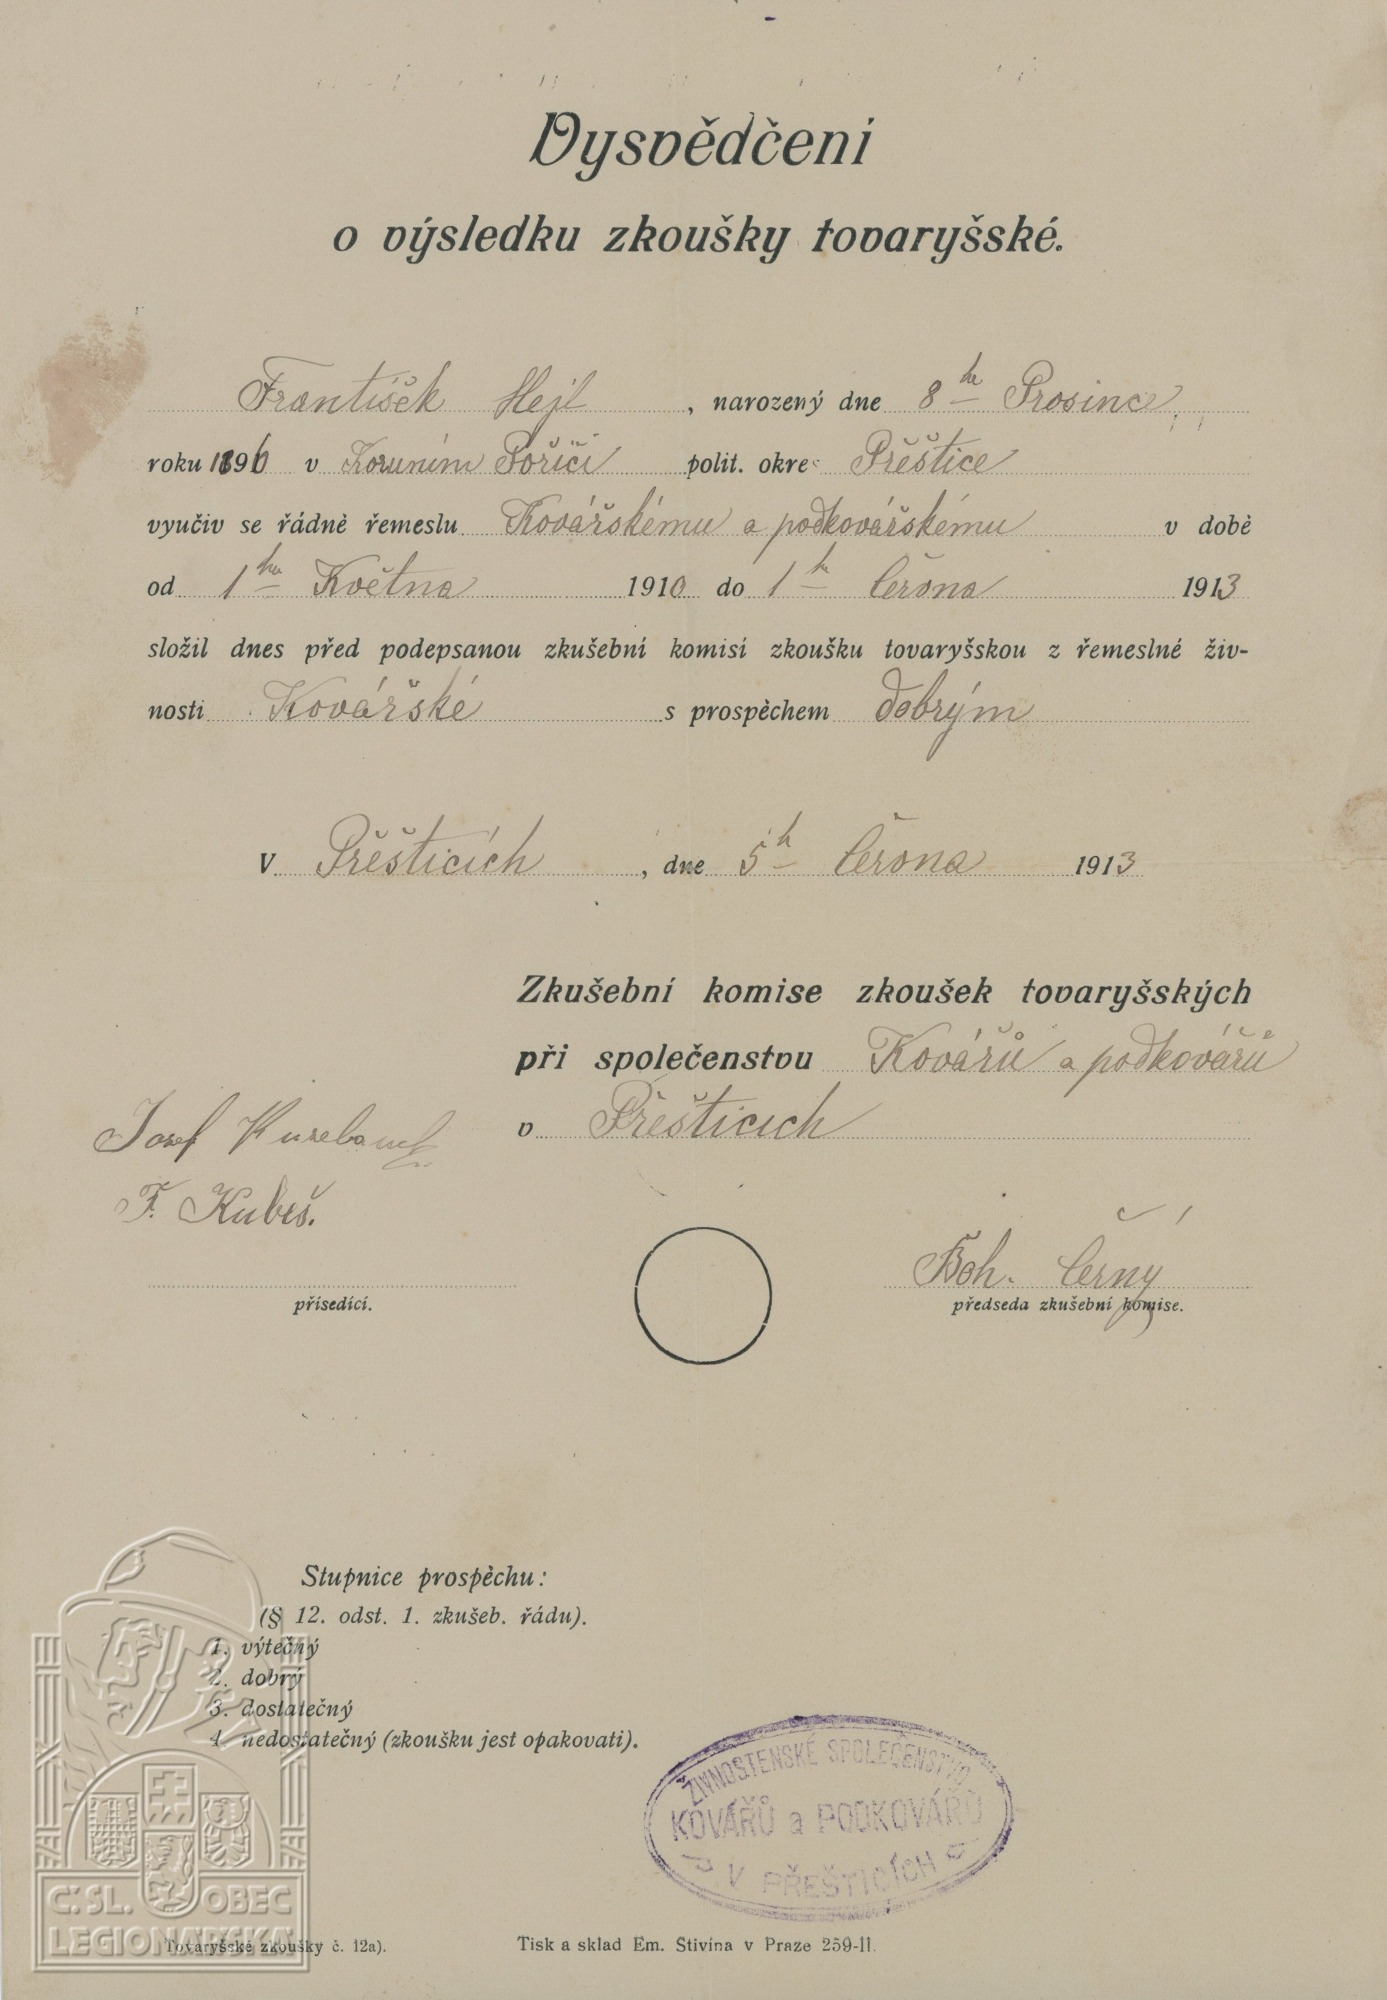 Vysvědčení
o výsledku zkoušky tovaryšské.
František Hejl , narozený dne 8ho Prosince
roku 1896 v Koruním Poříčí polit. okres Přeštice
vyučiv se řádně řemeslu Kovářskému a podkovářskému v době
od 1ho Května 1910 do 1ho Června 1913
složil dnes před podepsanou zkušební komisí zkoušku tovaryšskou z řemeslné živ-
nosti Kovářské s prospěchem dobrým
V Přešticích , dne 5ho Června 1913
Zkušební komise zkoušek tovaryšských
při společenstvu Kovářů a podkovářů
v Přešticích
Josef
F. Kubeš.
přísedící.
Boh. Černý
předseda zkušební komise.
Stupnice prospěchu:
(§ 12. odst. 1. zkušeb. řádu).
1. výtečný
2. dobrý
3. dostatečný
4. nedostatečný (zkoušku jest opakovati).
ŽIVNOSTENSKÉ SPOLEČENSTVO
KOVÁŘŮ a PODKOVÁŘŮ
V PŘEŠTICÍCH
Č.SL. OBEC
LEGIONÁŘSKÁ
Tovaryšské zkoušky č. 12a).
Tisk a sklad Em. Stivína v Praze 259-II.